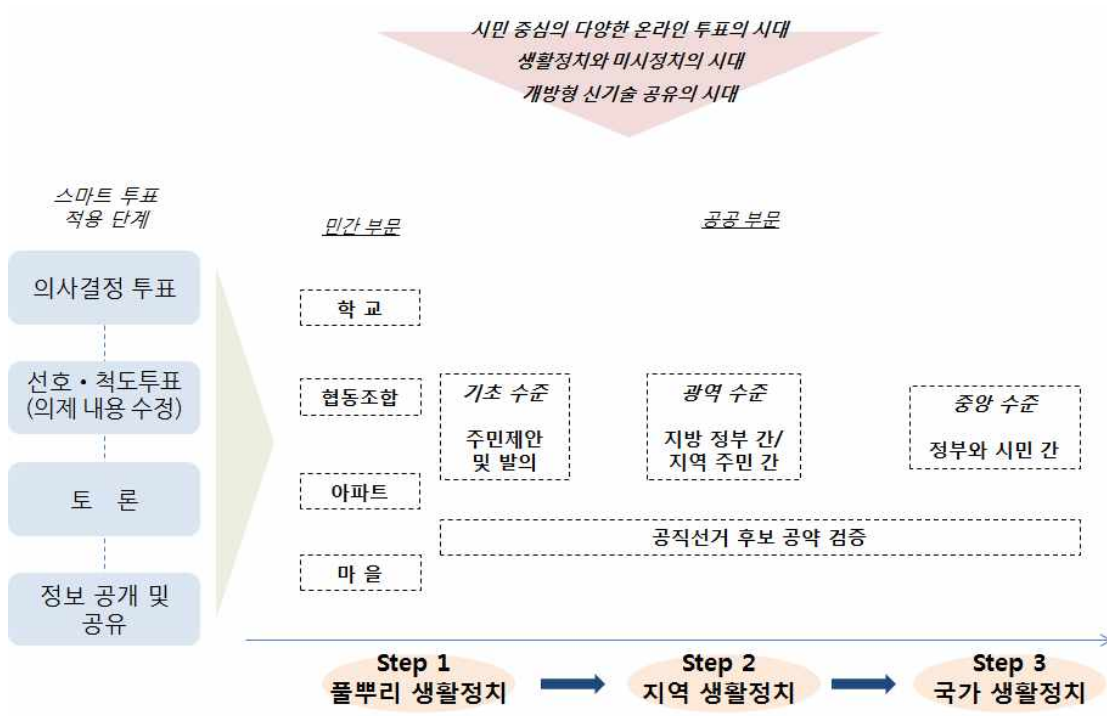 시민 중심의 다양한 온라인 투표의 시대
생활정치와 미시정치의 시대
개방형 신기술 공유의 시대
스마트 투표
적용 단계
민간 부문
공공 부문
의사결정 투표
선호·척도투표
(의제 내용 수정)
토 론
정보 공개 및
공유
학 교
협동조합
아파트
마 을
기초 수준
주민제안
및 발의
광역 수준
지방 정부 간/
지역 주민 간
중앙 수준
정부와 시민 간
공직선거 후보 공약 검증
Step 1
풀뿌리 생활정치
Step 2
지역 생활정치
Step 3
국가 생활정치